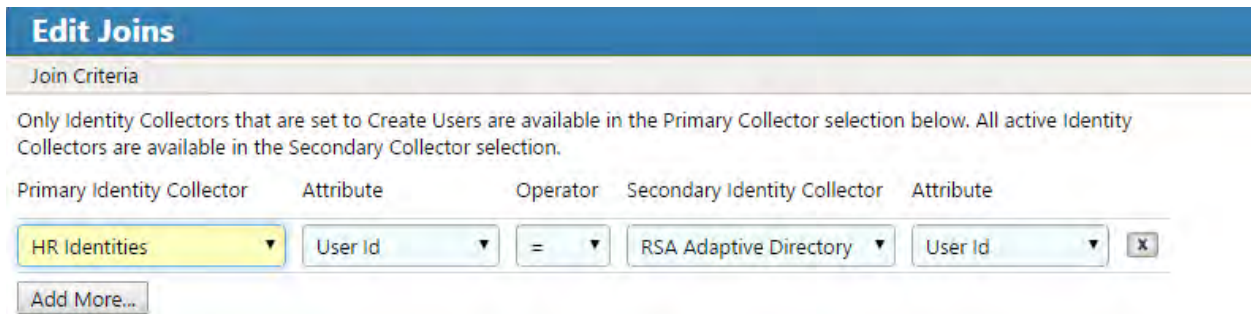 Edit Joins
Join Criteria
Only Identity Collectors that are set to Create Users are available in the Primary Collector selection below. All active Identity
Collectors are available in the Secondary Collector selection.
Primary Identity Collector Attribute Operator Secondary Identity Collector Attribute
HR Identities User Id = RSA Adaptive Directory User Id x
Add More...